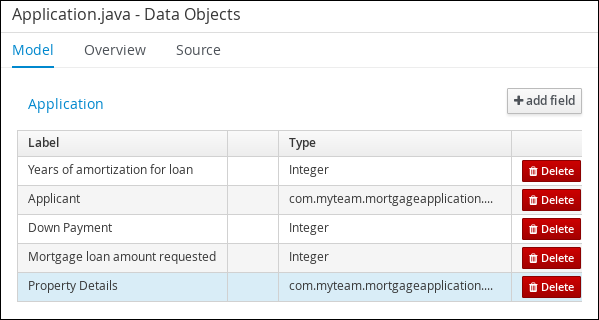 Application.java - Data Objects
Model Overview Source
Application
add field
Label Type
Years of amortization for loan Integer Delete
Applicant com.myteam.mortgageapplication.... Delete
Down Payment Integer Delete
Mortgage loan amount requested Integer Delete
Property Details com.myteam.mortgageapplication.... Delete